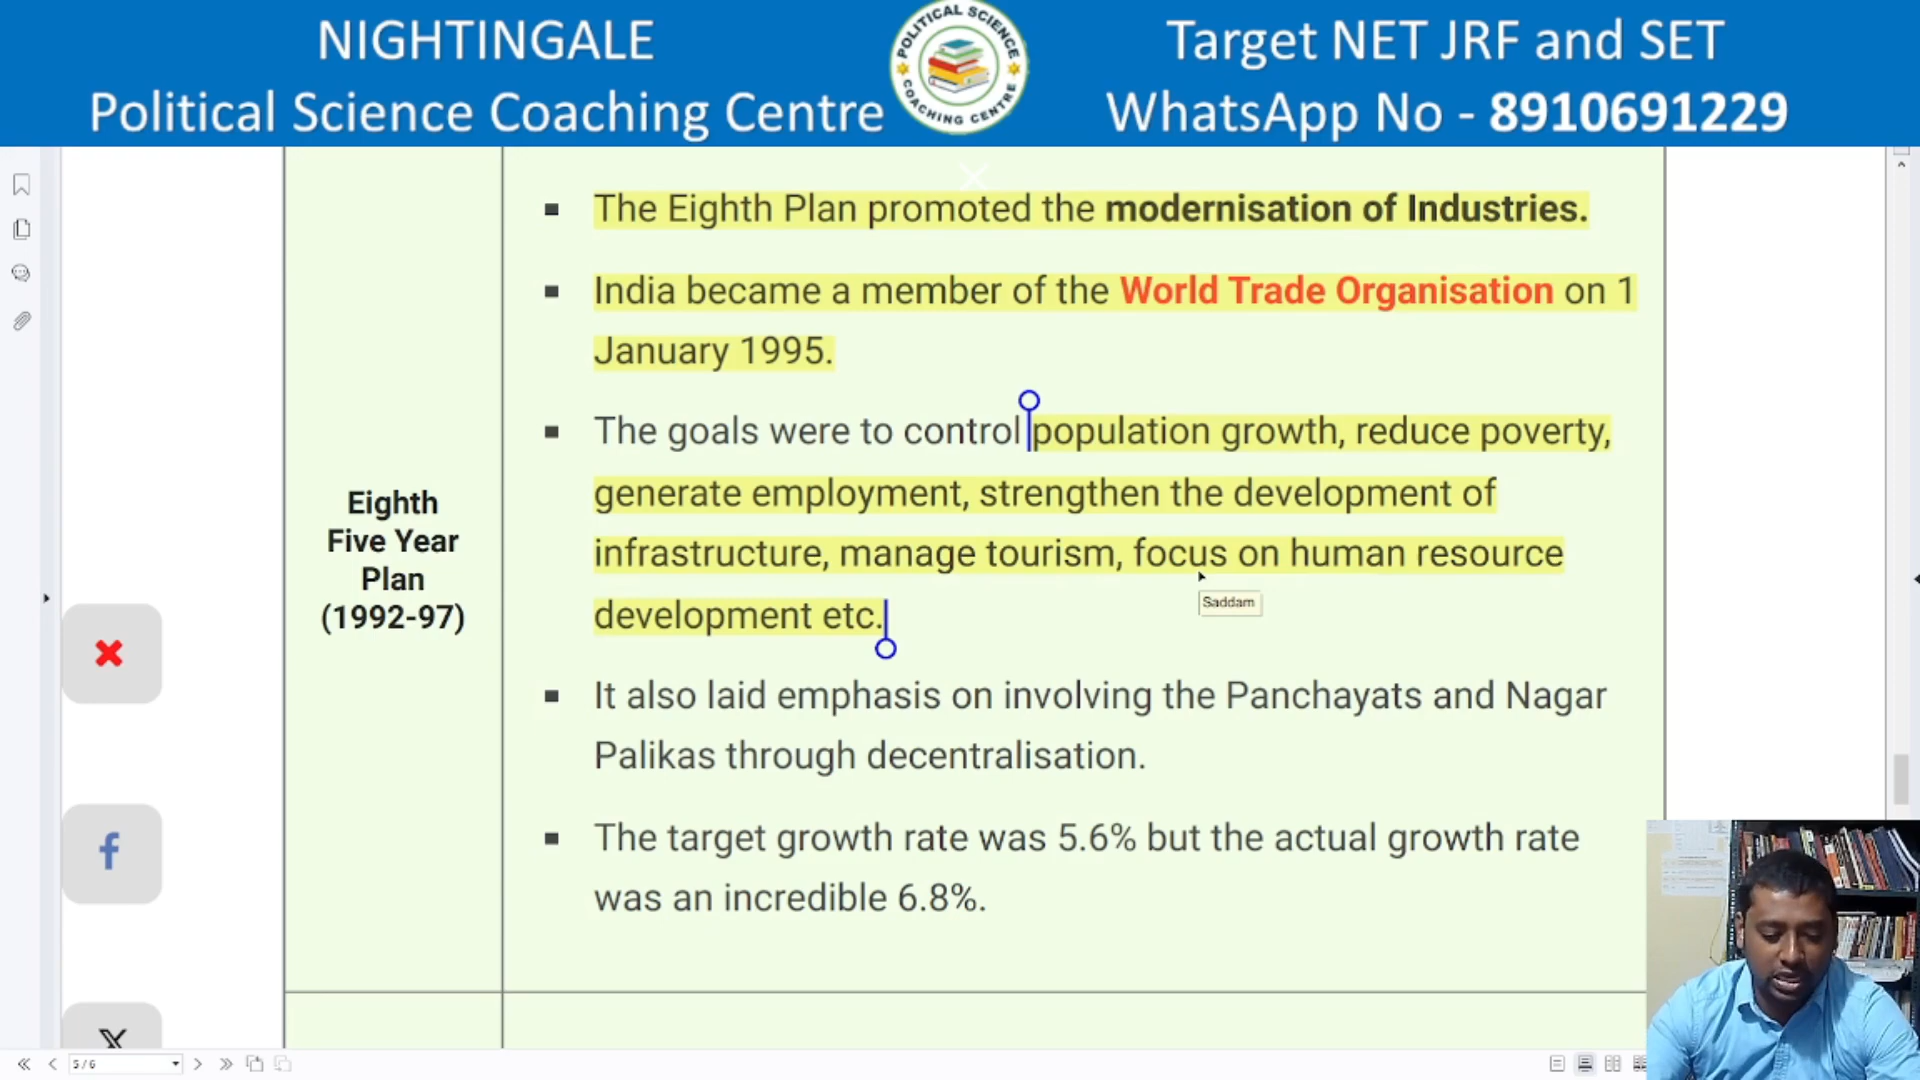 NIGHTINGALE
Political Science Coaching Centre
POLITICAL SCIENCE
COACHING CENTRE
Target NET JRF and SET
WhatsApp No - 8910691229
The Eighth Plan promoted the modernisation of Industries.
India became a member of the World Trade Organisation on 1
January 1995.
The goals were to control population growth, reduce poverty,
generate employment, strengthen the development of
infrastructure, manage tourism, focus on human resource
development etc.
Saddam
Eighth
Five Year
Plan
(1992-97)
It also laid emphasis on involving the Panchayats and Nagar
Palikas through decentralisation.
The target growth rate was 5.6% but the actual growth rate
was an incredible 6.8%.
5/6